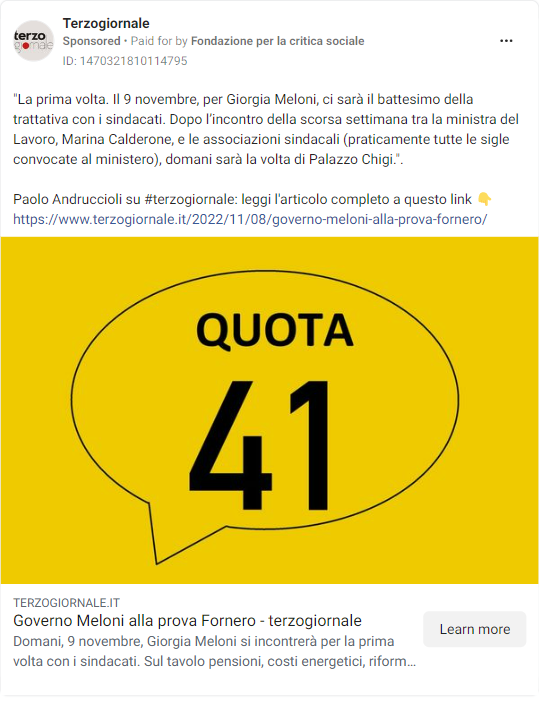 terzo
giornale
Terzogiornale
Sponsored • Paid for by Fondazione per la critica sociale
ID: 1470321810114795
"La prima volta. Il 9 novembre, per Giorgia Meloni, ci sarà il battesimo della
trattativa con i sindacati. Dopo l'incontro della scorsa settimana tra la ministra del
Lavoro, Marina Calderone, e le associazioni sindacali (praticamente tutte le sigle
convocate al ministero), domani sarà la volta di Palazzo Chigi.".
Paolo Andruccioli su #terzogiornale: leggi l'articolo completo a questo link 👇
https://www.terzogiornale.it/2022/11/08/governo-meloni-alla-prova-fornero/
QUOTA
41
TERZOGIORNALE.IT
Governo Meloni alla prova Fornero - terzogiornale
Domani, 9 novembre, Giorgia Meloni si incontrerà per la prima
volta con i sindacati. Sul tavolo pensioni, costi energetici, riform...
Learn more